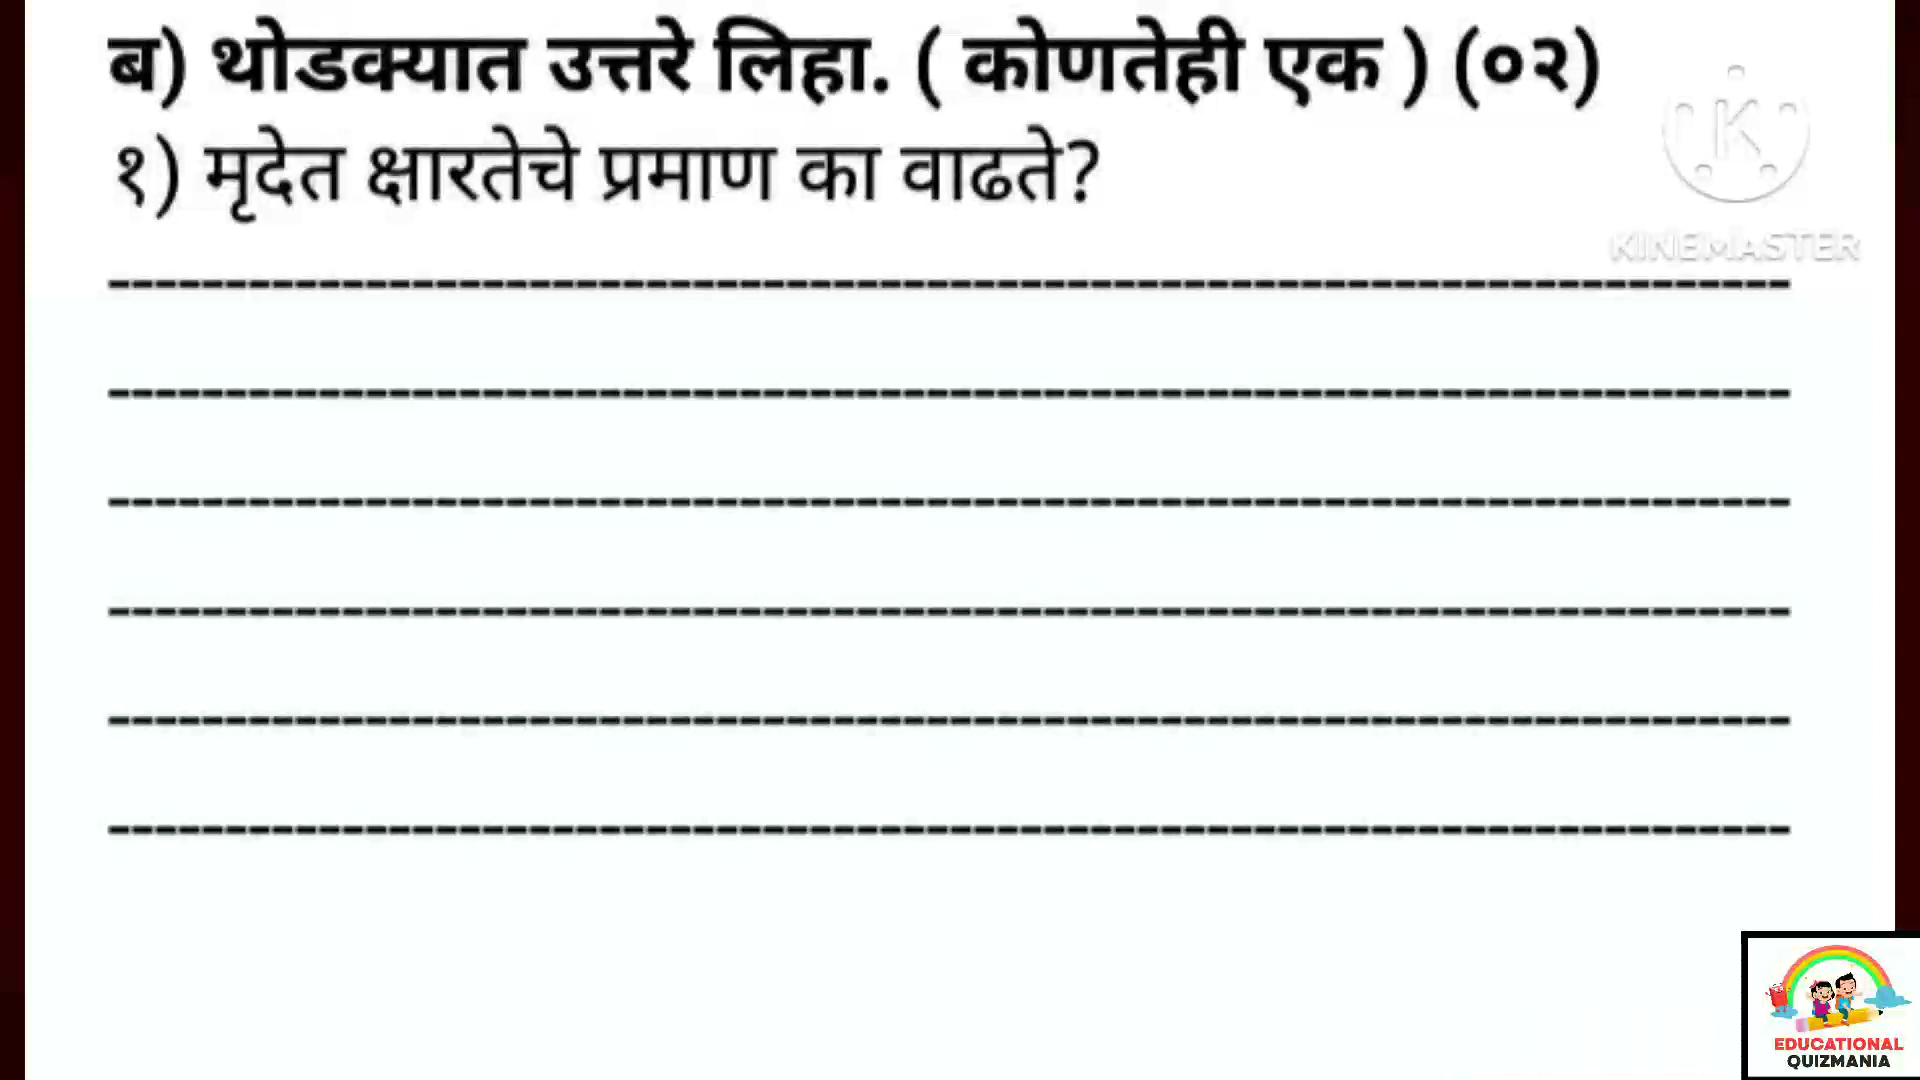 ब) थोडक्यात उत्तरे लिहा. ( कोणतेही एक ) (०२)
१) मृदेत क्षारतेचे प्रमाण का वाढते?
K
KINEMASTER
EDUCATIONAL
QUIZMANIA